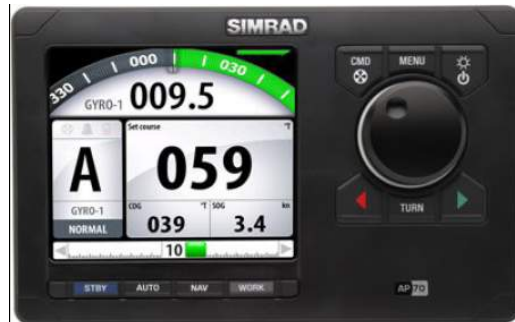 SIMRAD
330 000 030
GYRO-1 009.5
CMD MENU
Set course °T
A 059
GYRO-1
NORMAL
COG °T SOG kn
039 3.4
TURN
10
STBY AUTO NAV WORK
AP70